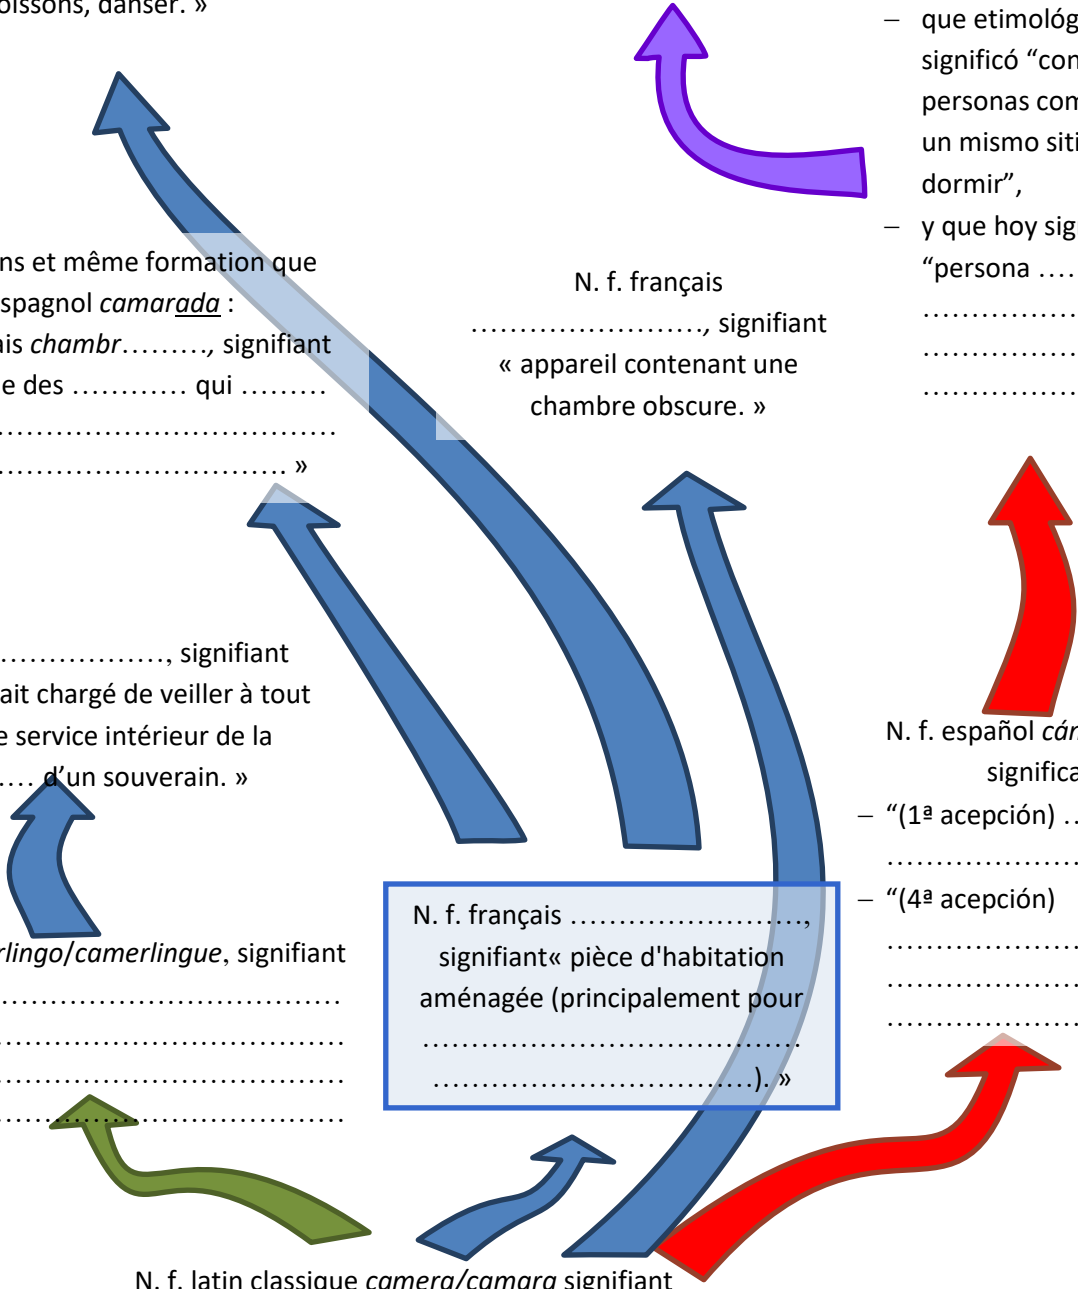 oissons, danser. »
– que etimológ
significó “con
personas com
un mismo siti
dormir”,
– y que hoy sig
“persona ….
…………………
…………………
…………………
ns et même formation que
spagnol camarada :
ais chambr………, signifiant
e des ………… qui ………
……………………………………
…………………………………. »
N. f. français
……………………, signifiant
« appareil contenant une
chambre obscure. »
…………………, signifiant
ait chargé de veiller à tout
e service intérieur de la
…. d’un souverain. »
N. f. español cám
significa
– “(1ª acepción) ..
…………………
– “(4ª acepción)
…………………
…………………
…………………
rlingo/camerlingue, signifiant
……………………………………
……………………………………
……………………………………
……………………………………
N. f. français ……………………,
signifiant« pièce d'habitation
aménagée (principalement pour
…………………………………
……………………………). »
N. f. latin classique camera/camara signifiant